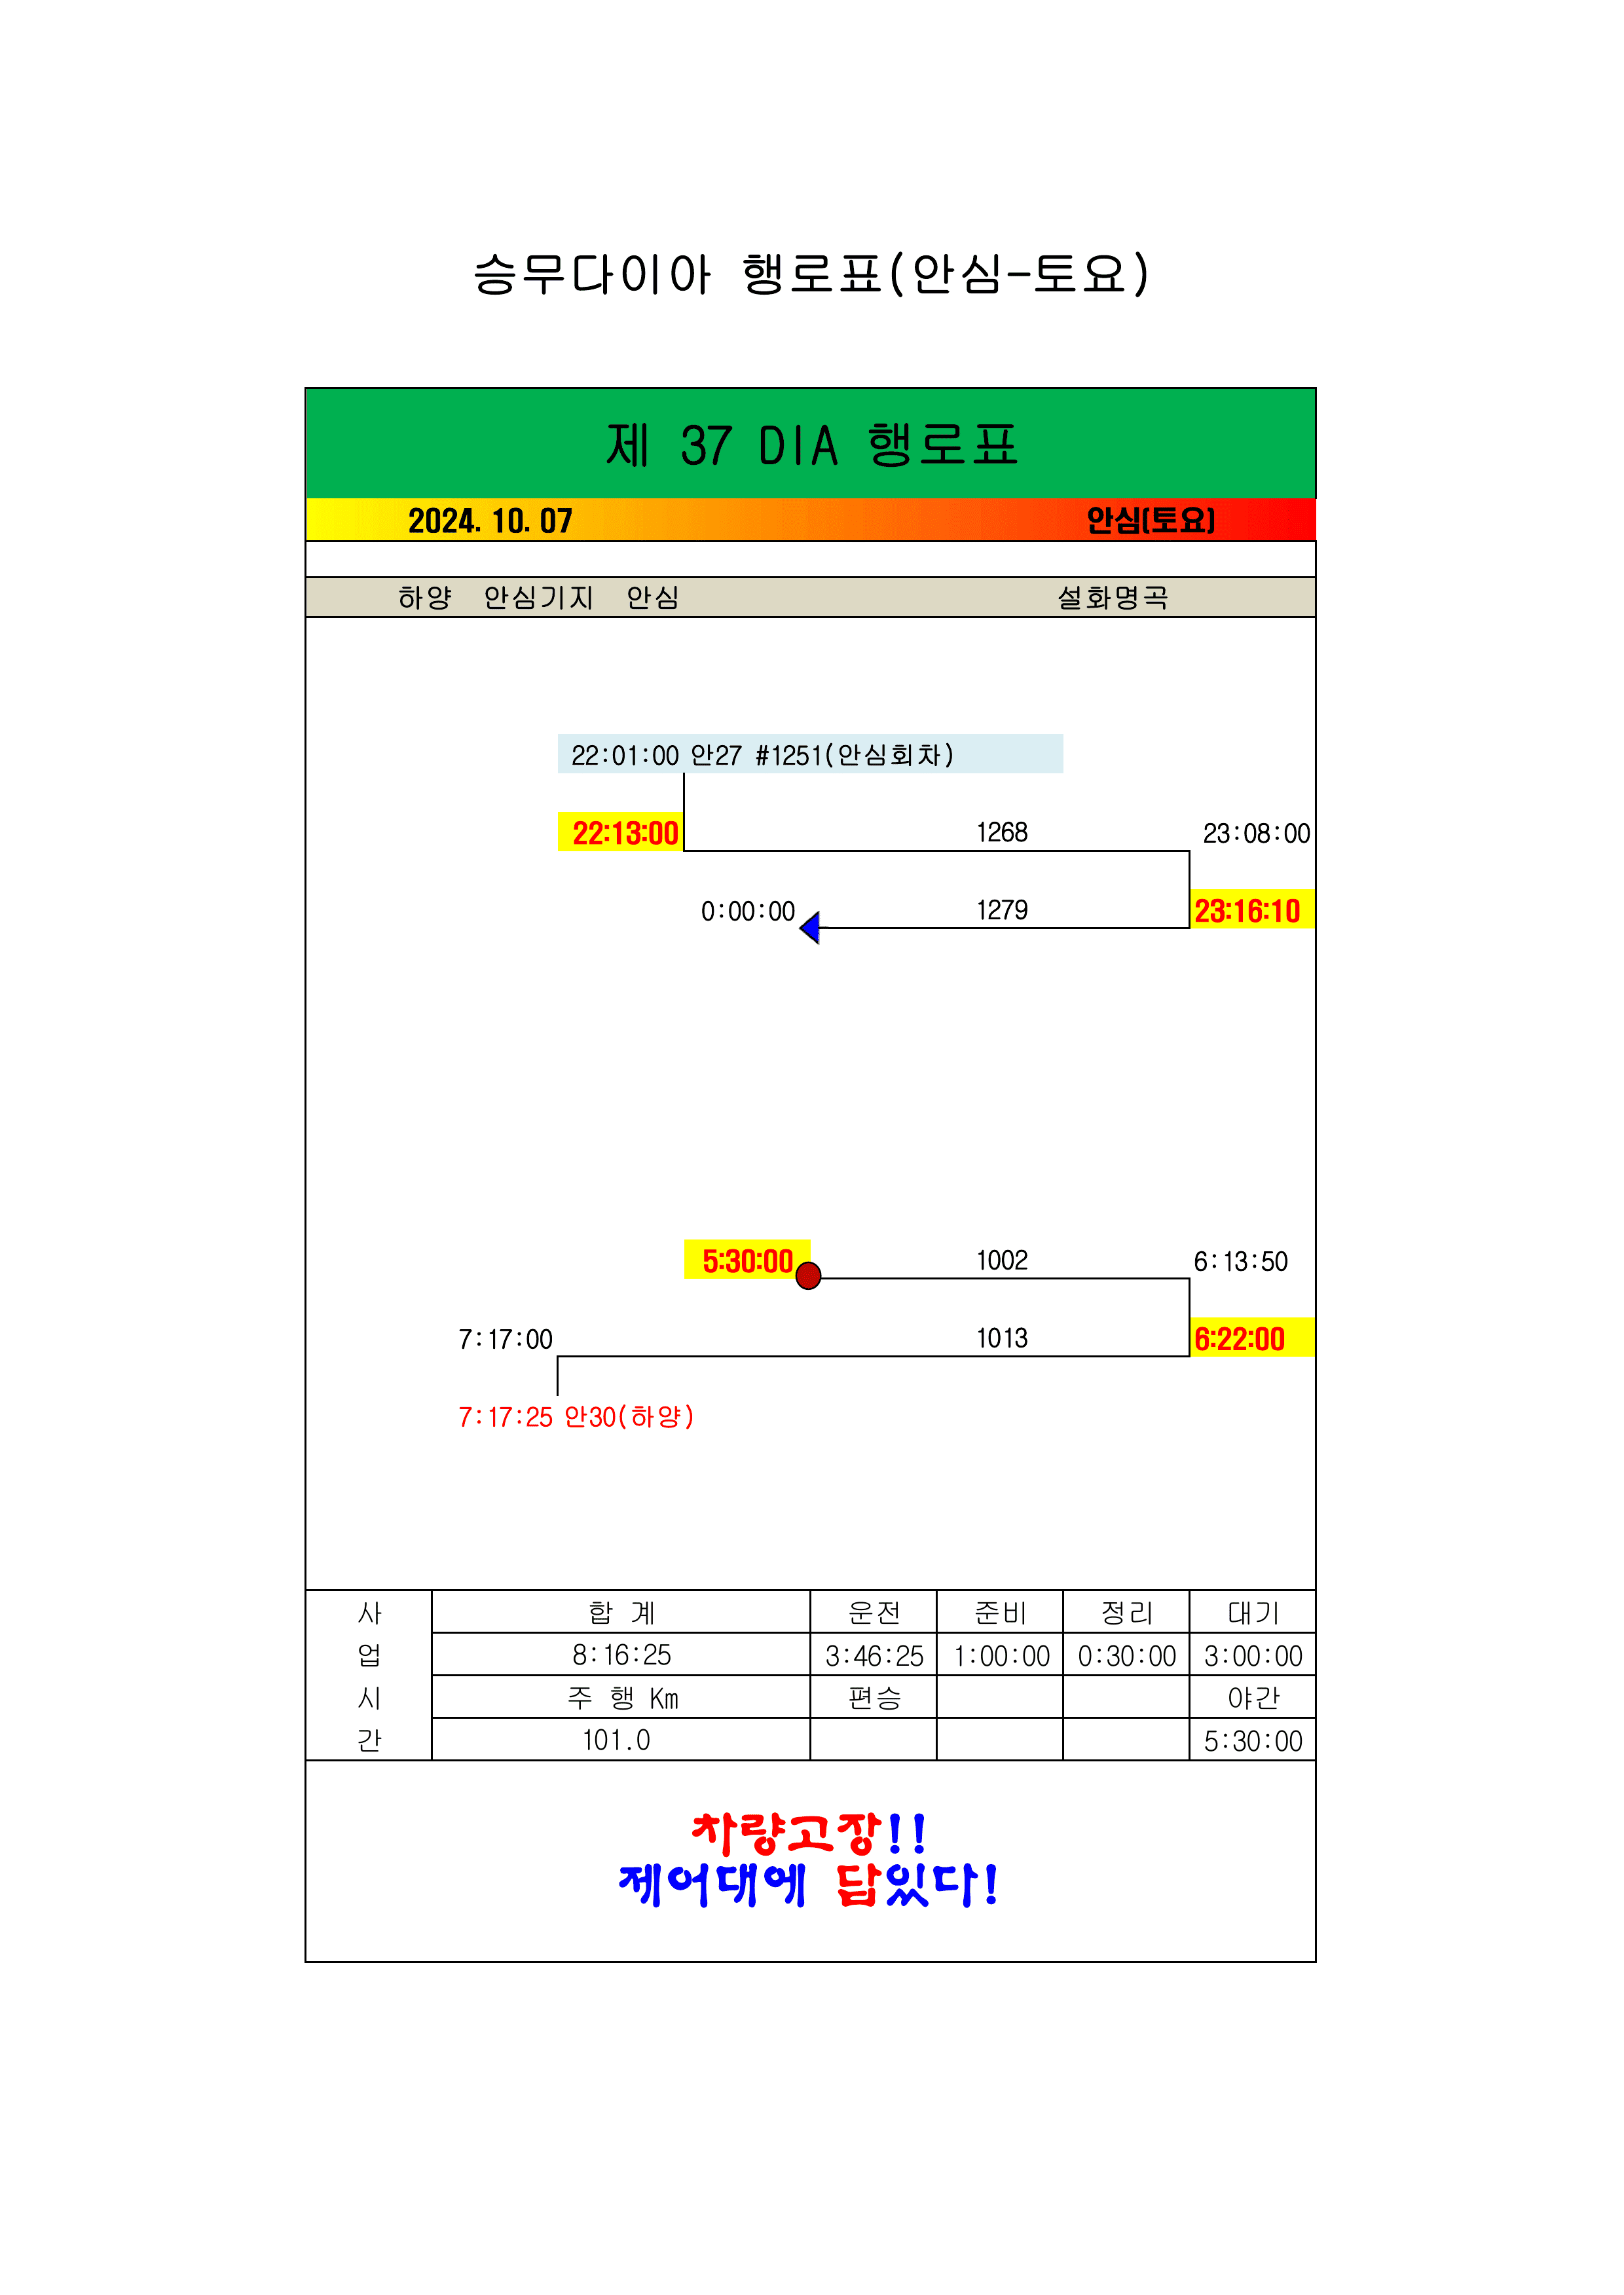 승무다이아 행로표(안심-토요)
제 37 DIA 행로표
2024. 10. 07 안심(토요)
하양 안심기지 안심 설화명곡
22:01:00 안27 #1251(안심회차)
22:13:00 1268 23:08:00
0:00:00 1279 23:16:10
5:30:00 1002 6:13:50
7:17:00 1013 6:22:00
7:17:25 안30(하양)
사 합 계 운전 준비 정리 대기
업 8:16:25 3:46:25 1:00:00 0:30:00 3:00:00
시 주 행 Km 편승 야간
간 101.0 5:30:00
차량고장!!
제어대에 답있다!